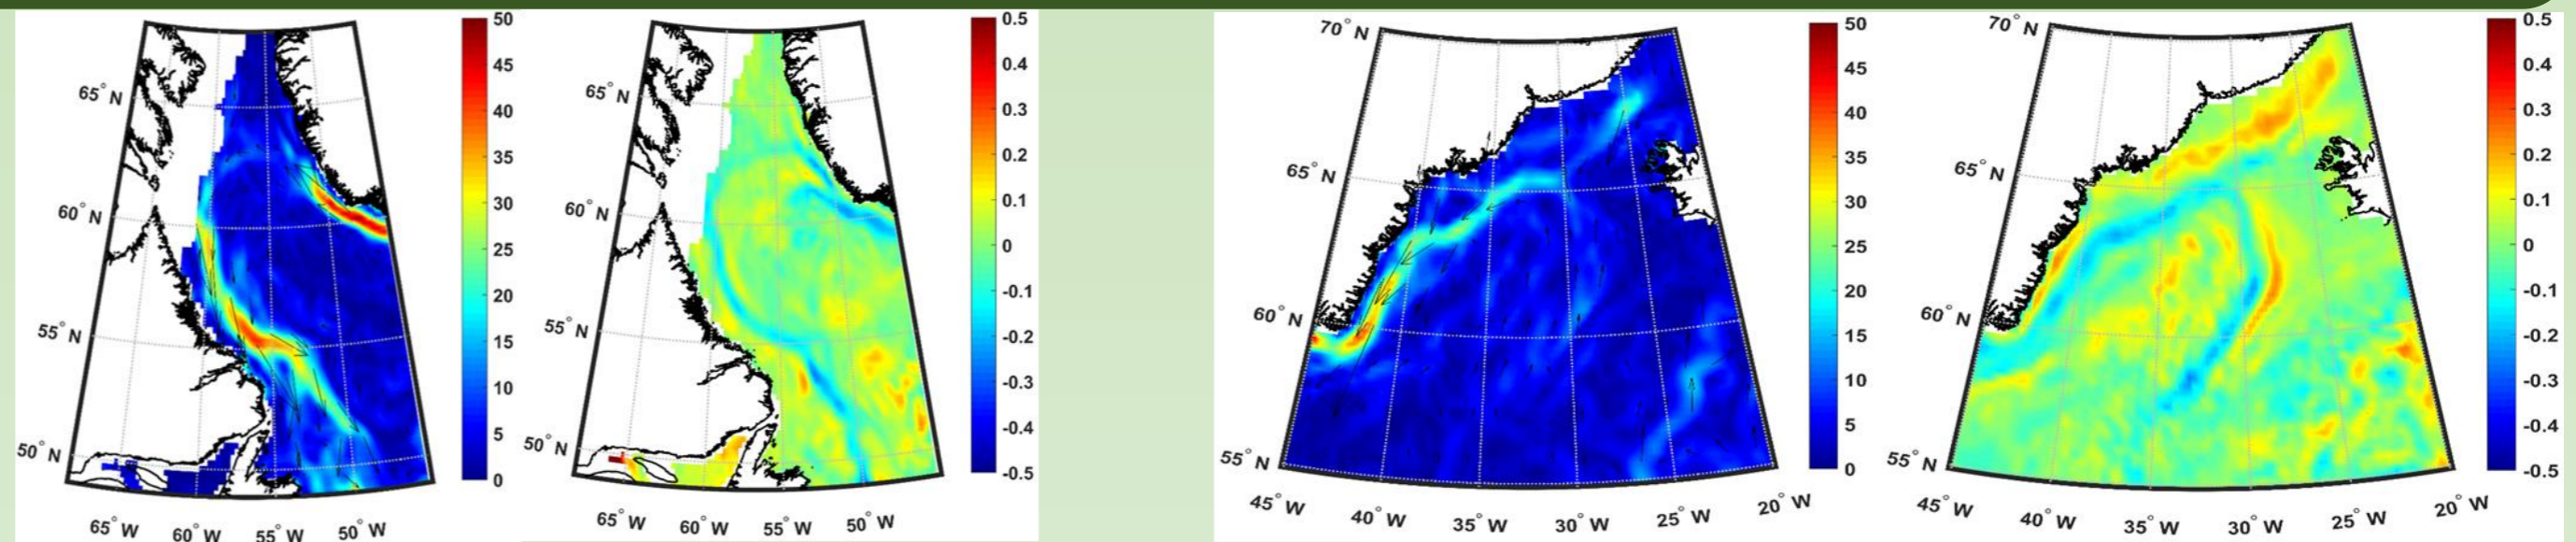 65° N
60° N
55° N
50° N
65° W
60° W
55° W
50° W
50
45
40
35
30
25
20
15
10
5
0
65° N
60° N
55° N
50° N
65° W
60° W
55° W
50° W
0.5
0.4
0.3
0.2
0.1
0
-0.1
-0.2
-0.3
-0.4
-0.5
70° N
65° N
60° N
55° N
45° W
40° W
35° W
30° W
25° W
20° W
50
45
40
35
30
25
20
15
10
5
0
70° N
65° N
60° N
55° N
45° W
40° W
35° W
30° W
25° W
20° W
0.5
0.4
0.3
0.2
0.1
0
-0.1
-0.2
-0.3
-0.4
-0.5